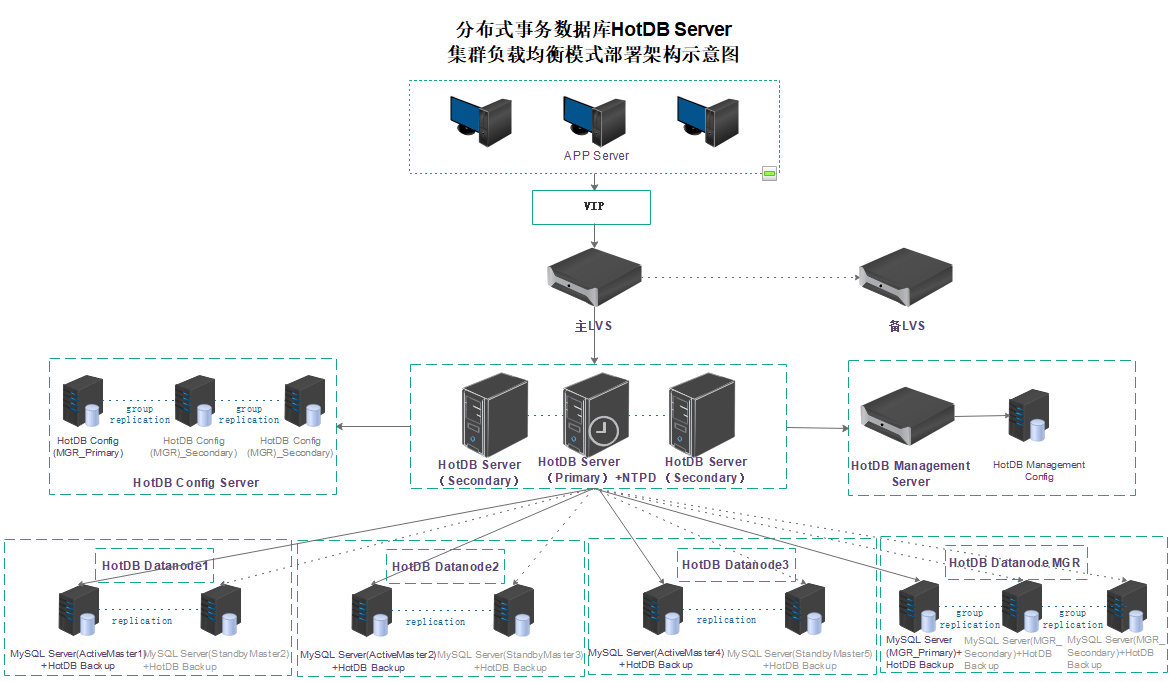 分布式事务数据库HotDB Server
集群负载均衡模式部署架构示意图
APP Server
VIP
主LVS
备LVS
group
replication
group
replication
HotDB Config
(MGR_Primary)
HotDB Config
(MGR)_Secondary)
HotDB Config
(MGR)_Secondary)
HotDB Config Server
HotDB Server
（Secondary）
HotDB Server
（Primary）+NTPD
HotDB Server
（Secondary）
HotDB Management
Server
HotDB Management
Config
HotDB Datanode1
replication
MySQL Server(ActiveMaster1)
+HotDB Backup
MySQL Server(StandbyMaster2)
+HotDB Backup
HotDB Datanode2
replication
MySQL Server(ActiveMaster2)
+HotDB Backup
MySQL Server(StandbyMaster3)
+HotDB Backup
HotDB Datanode3
replication
MySQL Server(ActiveMaster4)
+HotDB Backup
MySQL Server(StandbyMaster5)
+HotDB Backup
HotDB Datanode MGR
group
replication
group
replication
MySQL Server
(MGR_Primary)+
HotDB Backup
MySQL Server(MGR_
Secondary)+HotDB
Backup
MySQL Server(MGR_
Secondary)+HotDB
Backup